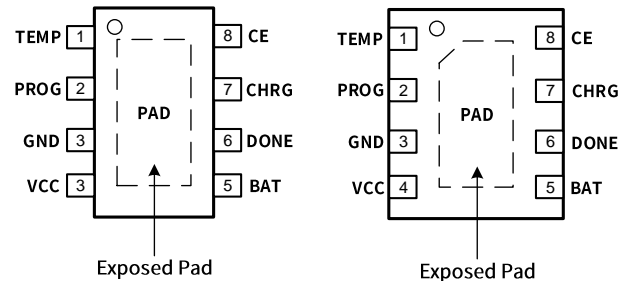 TEMP 1 8 CE
PROG 2 7 CHRG
PAD
GND 3 6 DONE
VCC 3 5 BAT
Exposed Pad
TEMP 1 8 CE
PROG 2 7 CHRG
PAD
GND 3 6 DONE
VCC 4 5 BAT
Exposed Pad